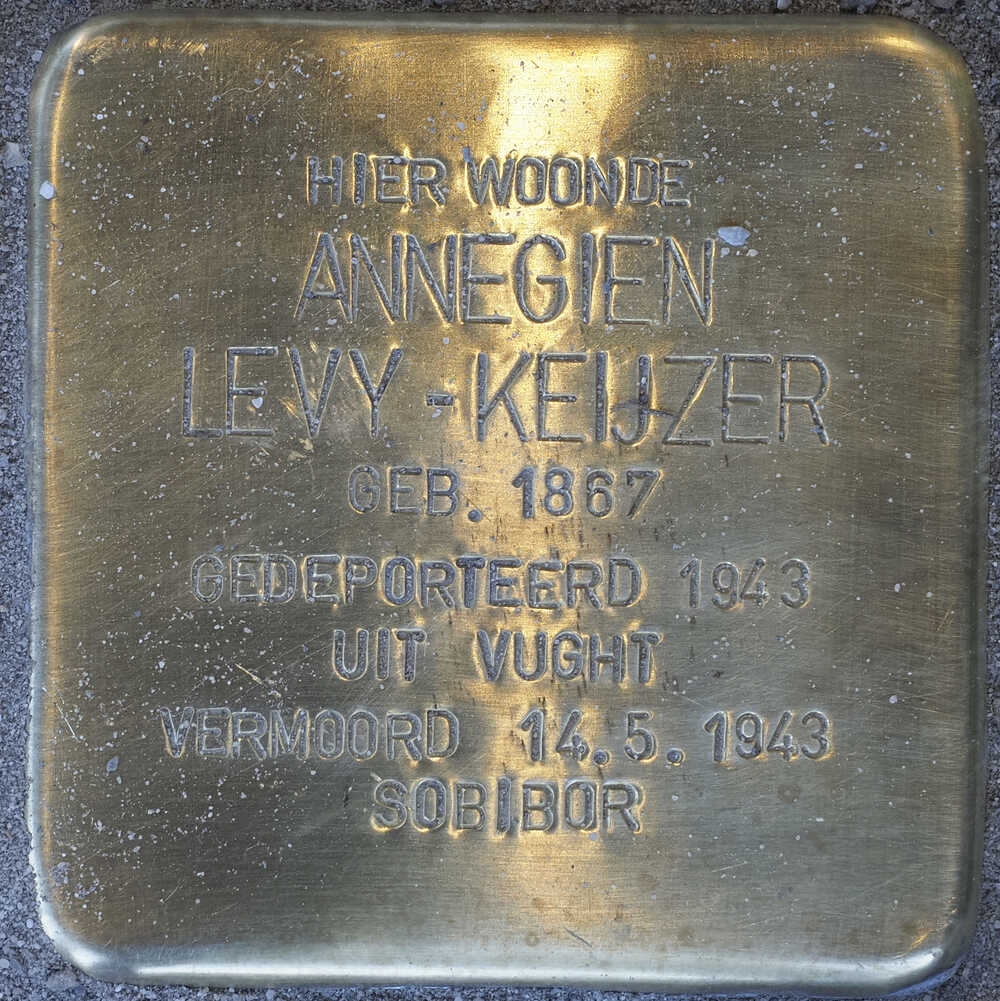 HIER WOONDE
ANNEGIEN
LEVY-KEIJZER
GEB. 1867
GEDEPORTEERD 1943
UIT VUGHT
VERMOORD 14.5.1943
SOBIBOR